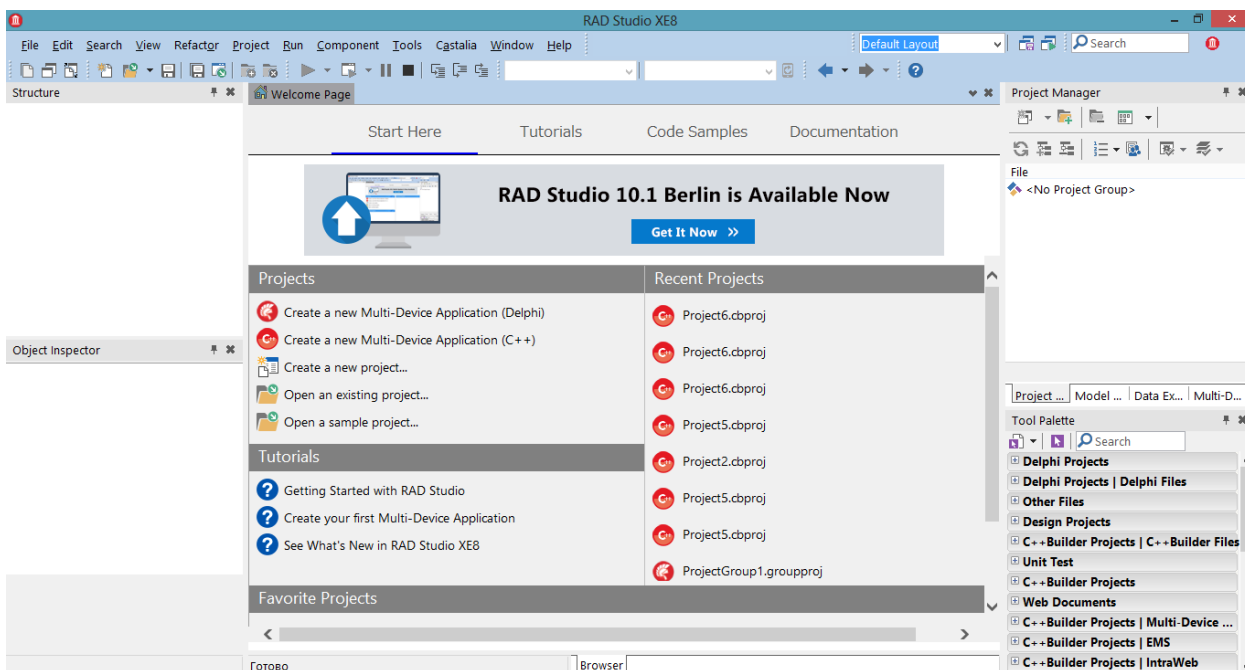 RAD Studio XE8
File Edit Search View Refactor Project Run Component Tools Castalia Window Help
Default Layout
Search
Structure
Welcome Page
Project Manager
Start Here Tutorials Code Samples Documentation
File
<No Project Group>
RAD Studio 10.1 Berlin is Available Now
Get It Now »
Projects
Create a new Multi-Device Application (Delphi)
Create a new Multi-Device Application (C++)
Create a new project...
Open an existing project...
Open a sample project...
Recent Projects
Project6.cbproj
Project6.cbproj
Project6.cbproj
Project5.cbproj
Project2.cbproj
Project5.cbproj
Project5.cbproj
ProjectGroup1.groupproj
Object Inspector
Tutorials
Getting Started with RAD Studio
Create your first Multi-Device Application
See What's New in RAD Studio XE8
Favorite Projects
Project ... Model ... Data Ex... Multi-D...
Tool Palette
Search
Delphi Projects
Delphi Projects | Delphi Files
Other Files
Design Projects
C++Builder Projects | C++Builder Files
Unit Test
C++Builder Projects
Web Documents
C++Builder Projects | Multi-Device ...
C++Builder Projects | EMS
C++Builder Projects | IntraWeb
Готово
Browser